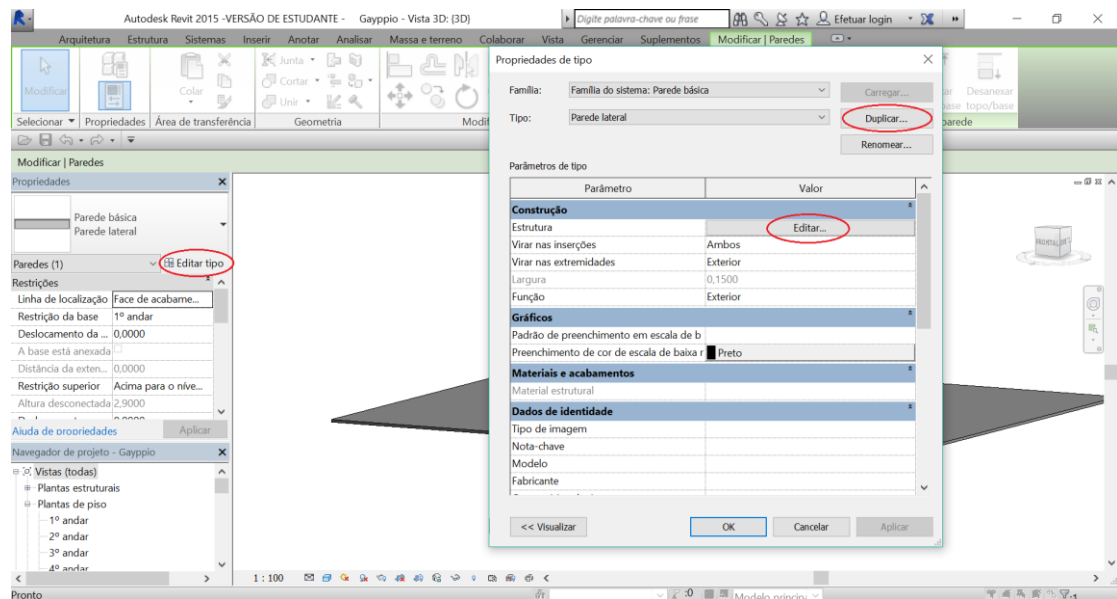 Autodesk Revit 2015 -VERSÃO DE ESTUDANTE - Gayppio - Vista 3D: {3D}
Digite palavra-chave ou frase
Efetuar login
Arquitetura Estrutura Sistemas Inserir Anotar Analisar Massa e terreno Colaborar Vista Gerenciar Suplementos Modificar | Paredes
Modificar
Colar
Junta
Cortar
Unir
Desanexar
topo/base
Selecionar Propriedades Área de transferência Geometria
Modificar | Paredes
Propriedades
Parede básica
Parede lateral
Paredes (1) Editar tipo
Restrições
Linha de localização Face de acabame...
Restrição da base 1º andar
Deslocamento da ... 0,0000
A base está anexada
Distância da exten... 0,0000
Restrição superior Acima para o níve...
Altura desconectada 2,9000
Ajuda de propriedades Aplicar
Navegador de projeto - Gayppio
Vistas (todas)
Plantas estruturais
Plantas de piso
1º andar
2º andar
3º andar
4º andar
Pronto
1 : 100
:0
Modelo princip
:1
FRONTAL
Propriedades de tipo
Família: Família do sistema: Parede básica Carregar...
Tipo: Parede lateral Duplicar...
Renomear...
Parâmetros de tipo
Parâmetro Valor
Construção
Estrutura Editar...
Virar nas inserções Ambos
Virar nas extremidades Exterior
Largura 0,1500
Função Exterior
Gráficos
Padrão de preenchimento em escala de b
Preenchimento de cor de escala de baixa r Preto
Materiais e acabamentos
Material estrutural
Dados de identidade
Tipo de imagem
Nota-chave
Modelo
Fabricante
<< Visualizar OK Cancelar Aplicar